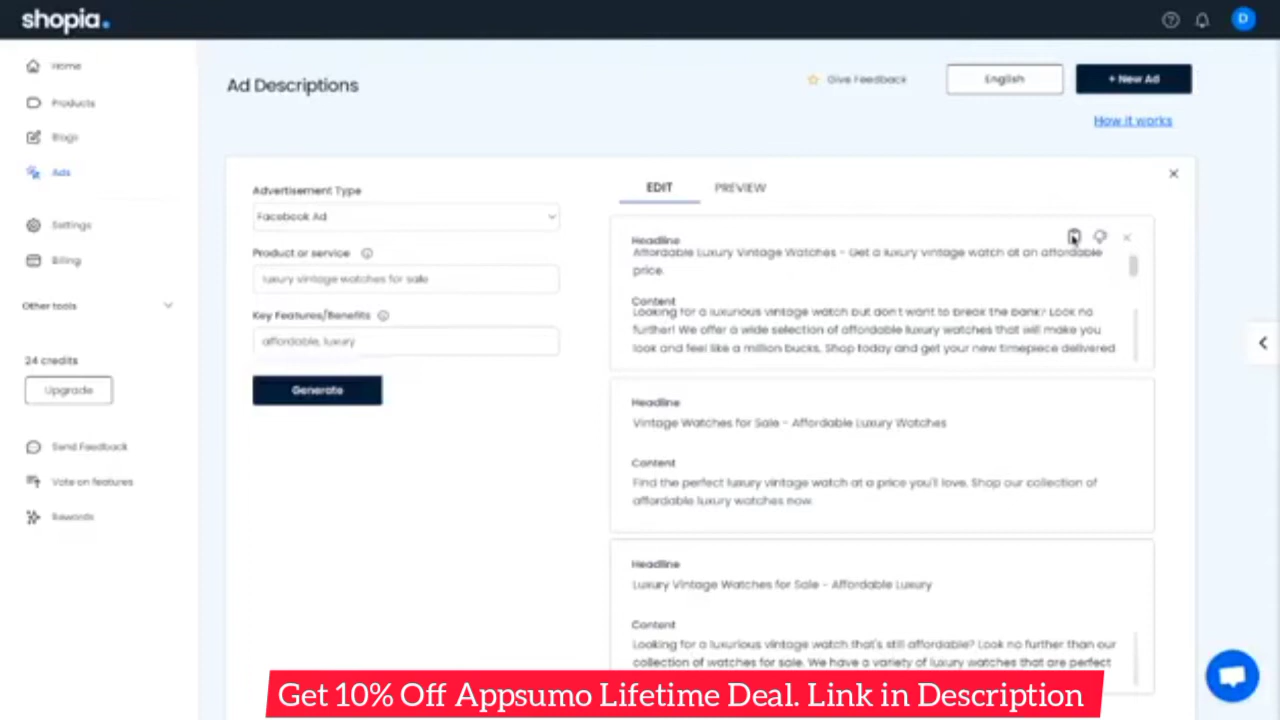 shopia.
D
Home
Products
Blogs
Ads
Settings
Billing
Other tools
24 credits
Upgrade
Send Feedback
Vote on features
Rewards
Ad Descriptions
Give Feedback
English
+ New Ad
How it works
Advertisement Type
Facebook Ad
Product or service
luxury vintage watches for sale
Key Features/Benefits
affordable, luxury
Generate
EDIT
PREVIEW
Headline
Affordable Luxury Vintage Watches - Get a luxury vintage watch at an affordable
price.
Content
Looking for a luxurious vintage watch but don't want to break the bank? Look no
further! We offer a wide selection of affordable luxury watches that will make you
look and feel like a million bucks. Shop today and get your new timepiece delivered
Headline
Vintage Watches for Sale - Affordable Luxury Watches
Content
Find the perfect luxury vintage watch at a price you'll love. Shop our collection of
affordable luxury watches now.
Headline
Luxury Vintage Watches for Sale - Affordable Luxury
Content
Looking for a luxurious vintage watch that's still affordable? Look no further than our
collection of watches for sale. We have a variety of luxury watches that are perfect
Get 10% Off Appsumo Lifetime Deal. Link in Description